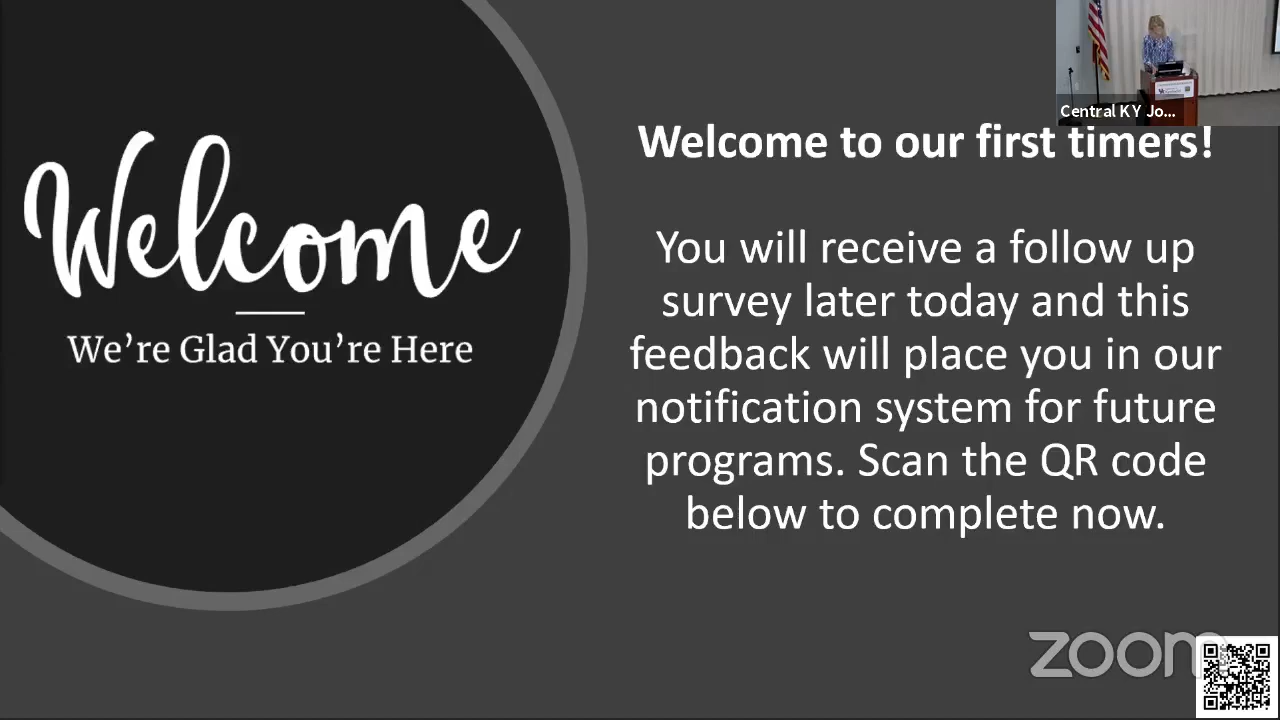 Welcome
We're Glad You're Here
Central KY Jo...
Welcome to our first timers!
You will receive a follow up
survey later today and this
feedback will place you in our
notification system for future
programs. Scan the QR code
below to complete now.
zoom